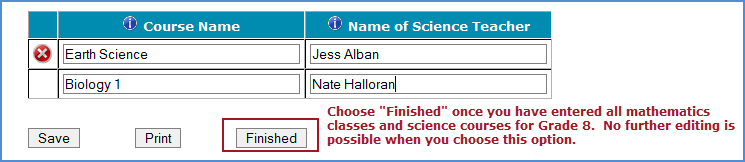 Course Name Name of Science Teacher
Earth Science Jess Alban
Biology 1 Nate Halloran
Choose "Finished" once you have entered all mathematics
classes and science courses for Grade 8. No further editing is
possible when you choose this option.
Save Print Finished